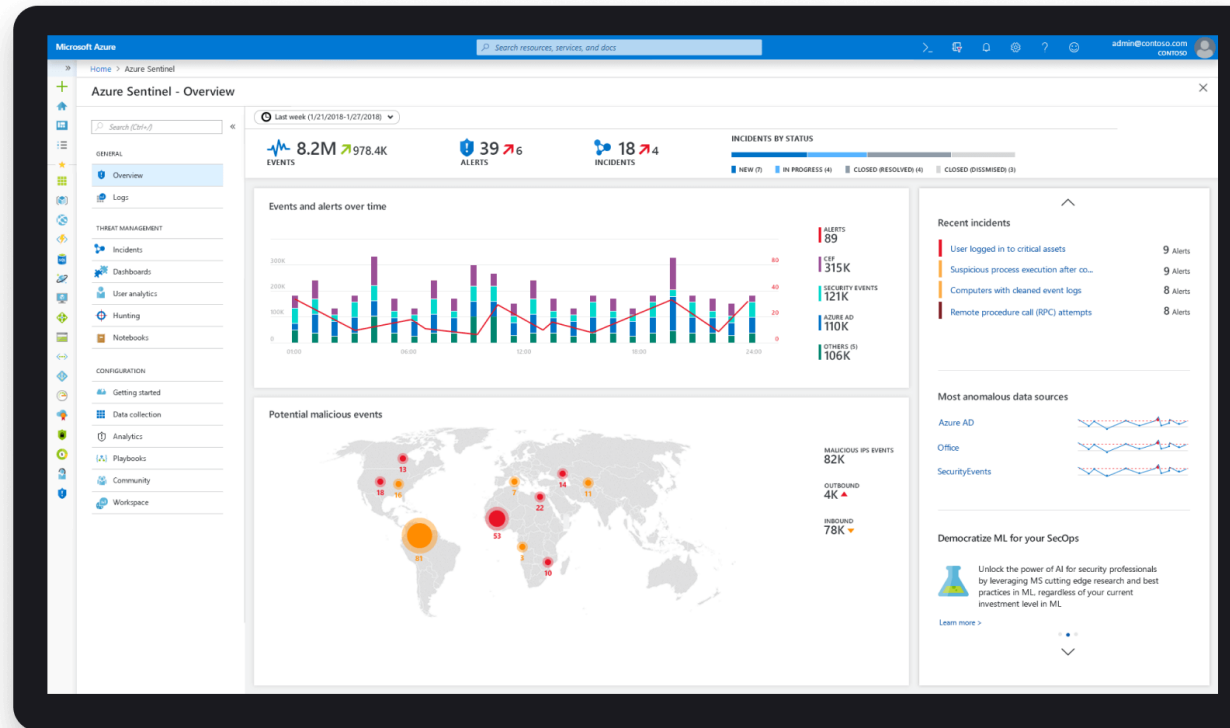 Microsoft Azure
Search resources, services, and docs
admin@contoso.com
CONTOSO
Home > Azure Sentinel
Azure Sentinel - Overview
Search (Ctrl+/)
GENERAL
Overview
Logs
THREAT MANAGEMENT
Incidents
Dashboards
User analytics
Hunting
Notebooks
CONFIGURATION
Getting started
Data collection
Analytics
Playbooks
Community
Workspace
Last week (1/21/2018-1/27/2018)
8.2M 978.4K
EVENTS
39 6
ALERTS
18 4
INCIDENTS
INCIDENTS BY STATUS
NEW (7) IN PROGRESS (4) CLOSED (RESOLVED) (4) CLOSED (DISSMISED) (3)
Events and alerts over time
300K
200K
100K
0
60
40
20
0
06:00 12:00 18:00 24:00
ALERTS
89
CEF
315K
SECURITY EVENTS
121K
AZURE AD
110K
OTHERS (5)
106K
Potential malicious events
13
18
16
7
14
11
22
53
3
10
MALICIOUS IPS EVENTS
82K
OUTBOUND
4K
INBOUND
78K
Recent incidents
User logged in to critical assets 9 Alerts
Suspicious process execution after co... 9 Alerts
Computers with cleaned event logs 8 Alerts
Remote procedure call (RPC) attempts 8 Alerts
Most anomalous data sources
Azure AD
Office
SecurityEvents
Democratize ML for your SecOps
Unlock the power of AI for security professionals
by leveraging MS cutting edge research and best
practices in ML, regardless of your current
investment level in ML
Learn more >